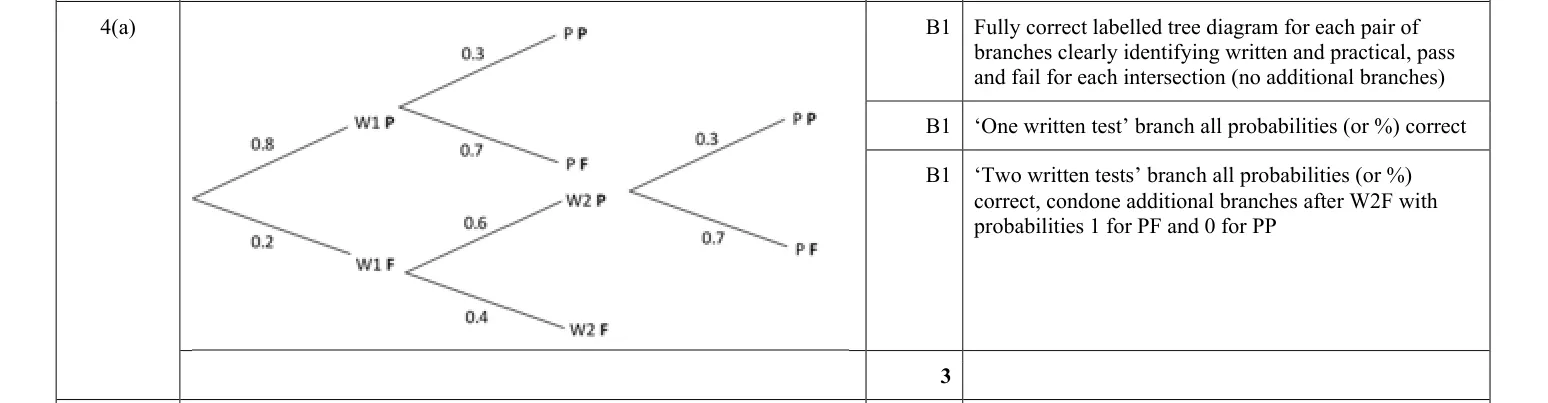 4(a)
P P
0.3
W1 P
0.8
0.7
P F
P P
0.3
W2 P
0.6
0.2
0.7
P F
W1 F
0.4
W2 F
B1
Fully correct labelled tree diagram for each pair of
branches clearly identifying written and practical, pass
and fail for each intersection (no additional branches)
B1
‘One written test’ branch all probabilities (or %) correct
B1
‘Two written tests’ branch all probabilities (or %)
correct, condone additional branches after W2F with
probabilities 1 for PF and 0 for PP
3